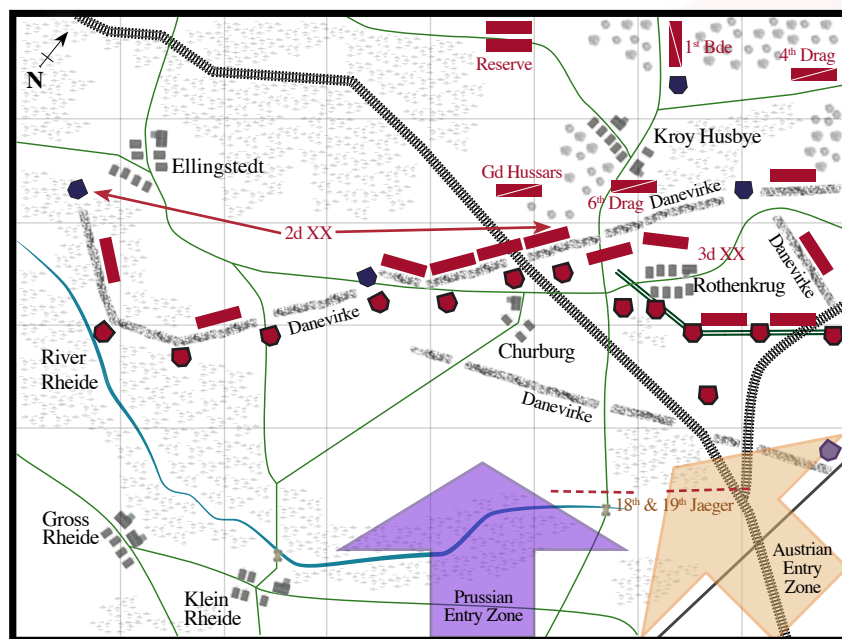 1st Bde
4th Drag
Reserve
N
Kroy Husbye
Ellingstedt
Gd Hussars
6th Drag
Danevirke
2d XX
3d XX
Danevirke
Rothenkrug
Danevirke
River
Rheide
Churburg
Danevirke
18th & 19th Jaeger
Gross
Rheide
Prussian
Entry Zone
Austrian
Entry
Zone
Klein
Rheide